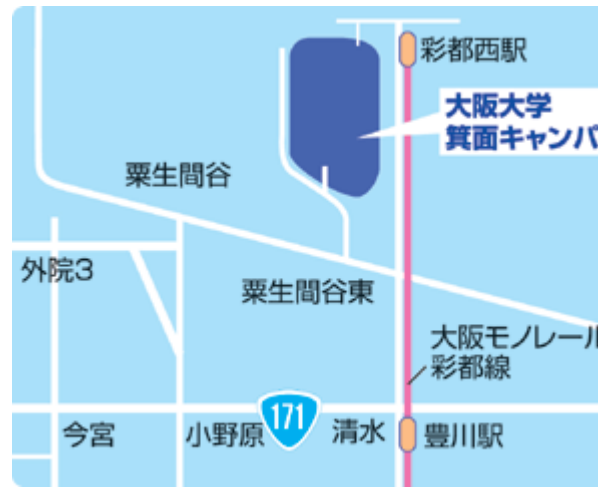 彩都西駅
大阪大学
箕面キャンパ
粟生間谷
外院3
粟生間谷東
大阪モノレール
彩都線
171
今宮
小野原
清水
豊川駅